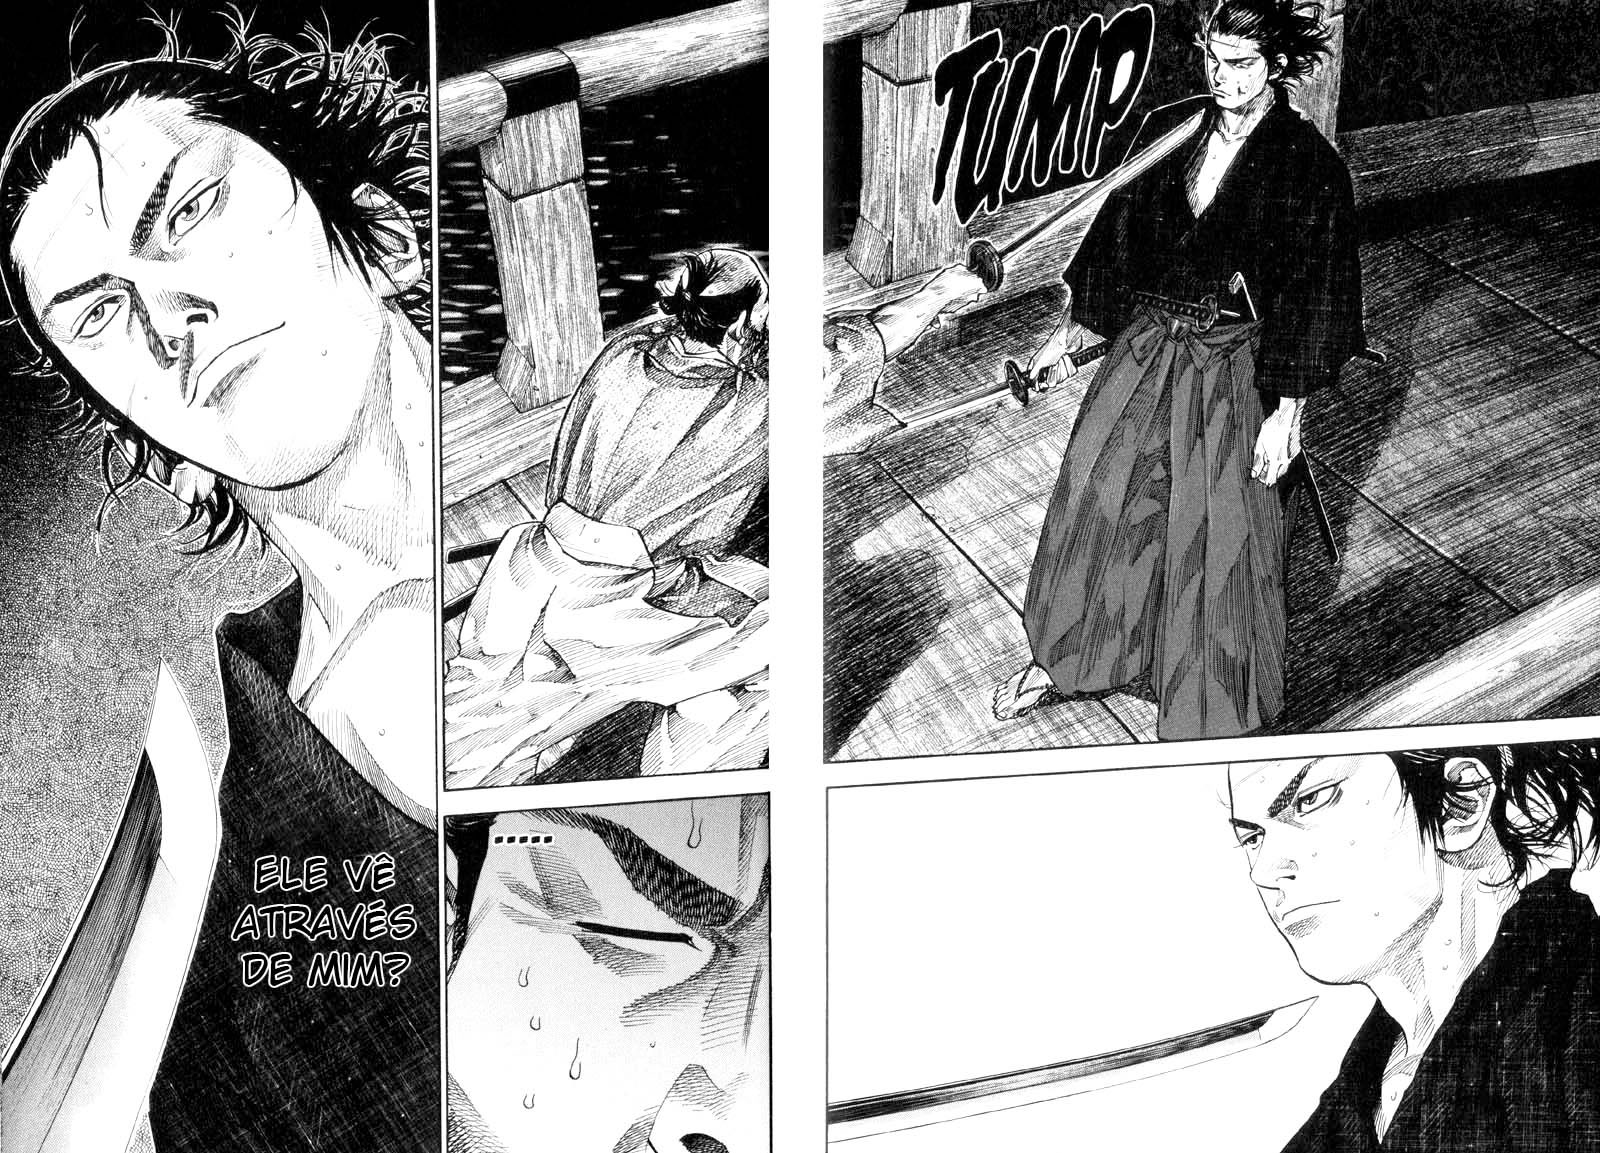 TUMP
......
ELE VÊ
ATRAVÉS
DE MIM?